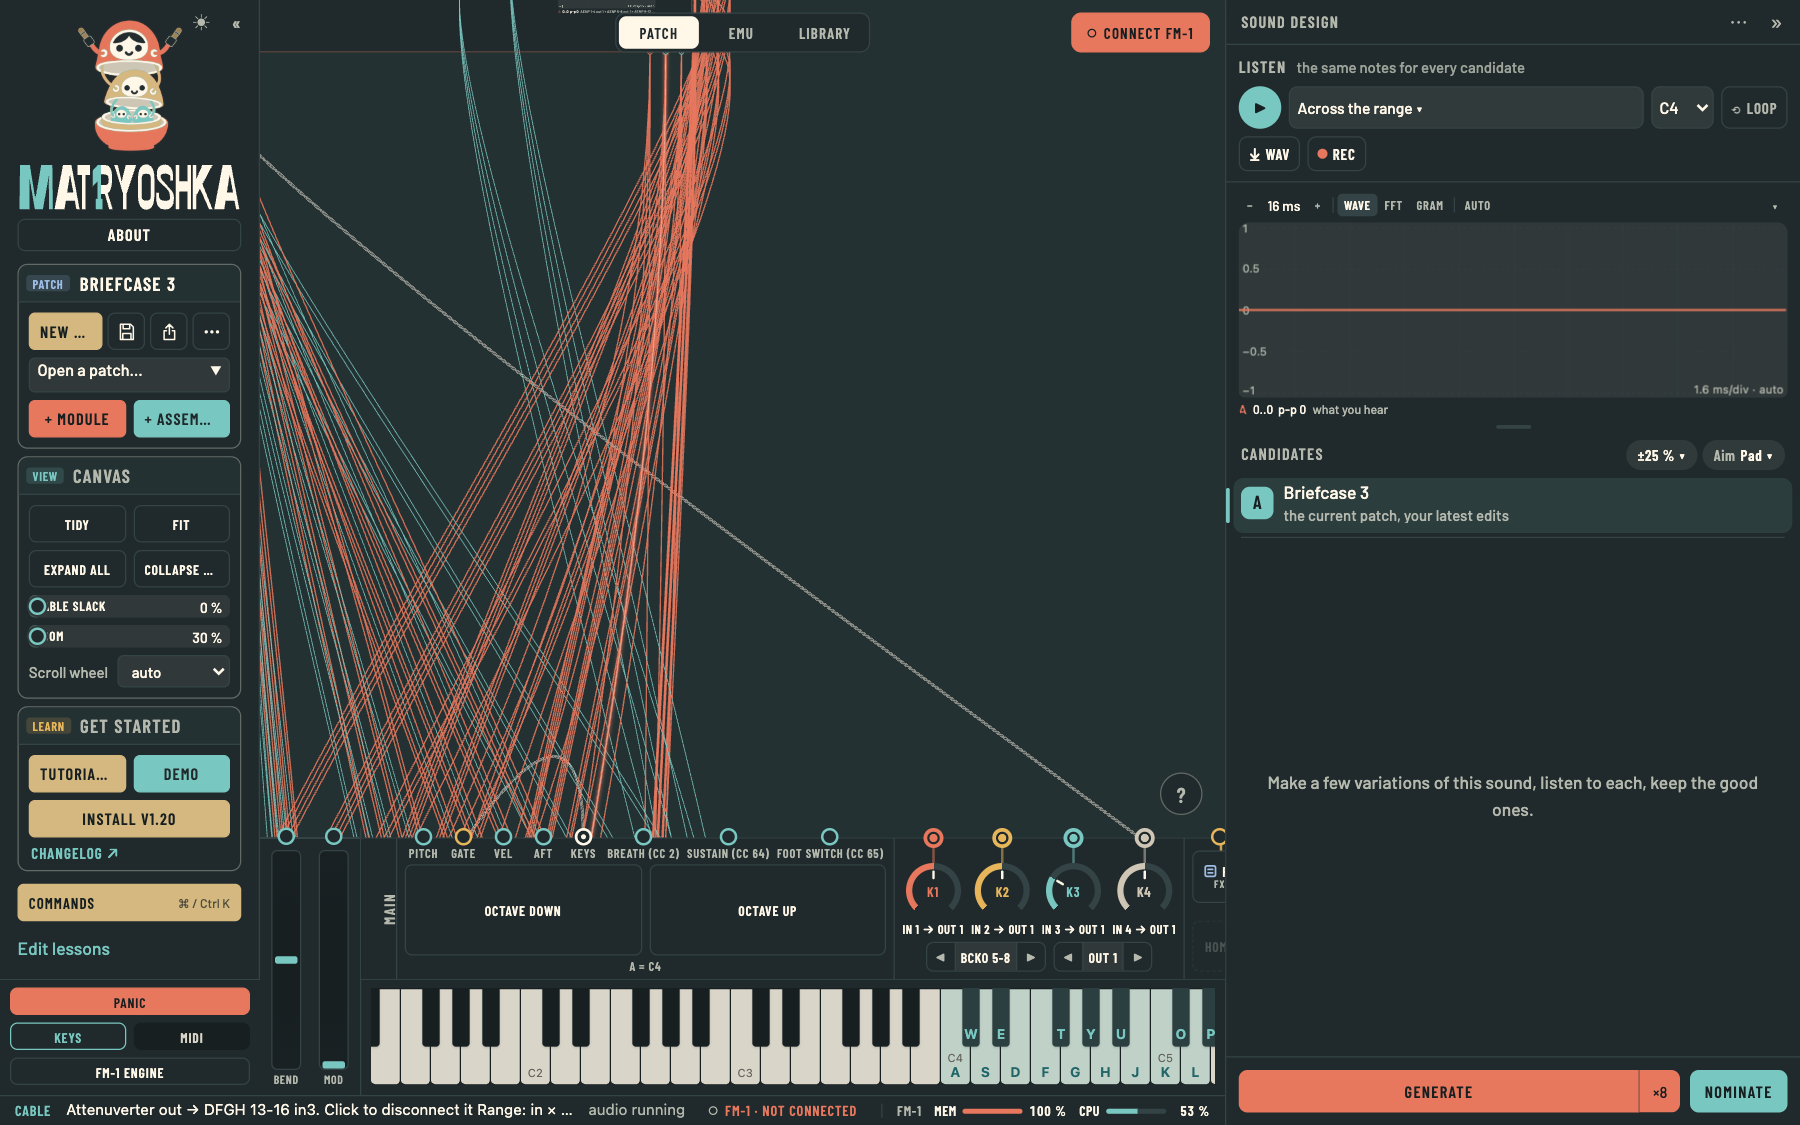 MATRYOSHKA
ABOUT
PATCH BRIEFCASE 3
NEW ...
Open a patch...
+ MODULE + ASSEM...
VIEW CANVAS
TIDY FIT
EXPAND ALL COLLAPSE ...
BLE SLACK 0 %
OM 30 %
Scroll wheel auto
LEARN GET STARTED
TUTORIA... DEMO
INSTALL V1.20
CHANGELOG ↗
COMMANDS ⌘ / Ctrl K
Edit lessons
PANIC
KEYS MIDI
FM-1 ENGINE
PATCH EMU LIBRARY
CONNECT FM-1
?
PITCH GATE VEL AFT KEYS BREATH (CC 2) SUSTAIN (CC 64) FOOT SWITCH (CC 65)
MAIN
OCTAVE DOWN OCTAVE UP
A = C4
K1 K2 K3 K4
IN 1 → OUT 1 IN 2 → OUT 1 IN 3 → OUT 1 IN 4 → OUT 1
BCKO 5-8 OUT 1
FX
HOM
BEND MOD
W E T Y U O P
C4 C5
C2 C3 A S D F G H J K L
SOUND DESIGN
LISTEN the same notes for every candidate
Across the range C4 LOOP
WAV REC
− 16 ms + WAVE FFT GRAM AUTO
1
0.5
0
−0.5
−1
1.6 ms/div · auto
A 0..0 p-p 0 what you hear
CANDIDATES ±25 % Aim Pad
A Briefcase 3
the current patch, your latest edits
Make a few variations of this sound, listen to each, keep the good
ones.
GENERATE ×8 NOMINATE
CABLE Attenuverter out → DFGH 13-16 in3. Click to disconnect it Range: in × ... audio running FM-1 · NOT CONNECTED FM-1 MEM 100 % CPU 53 %